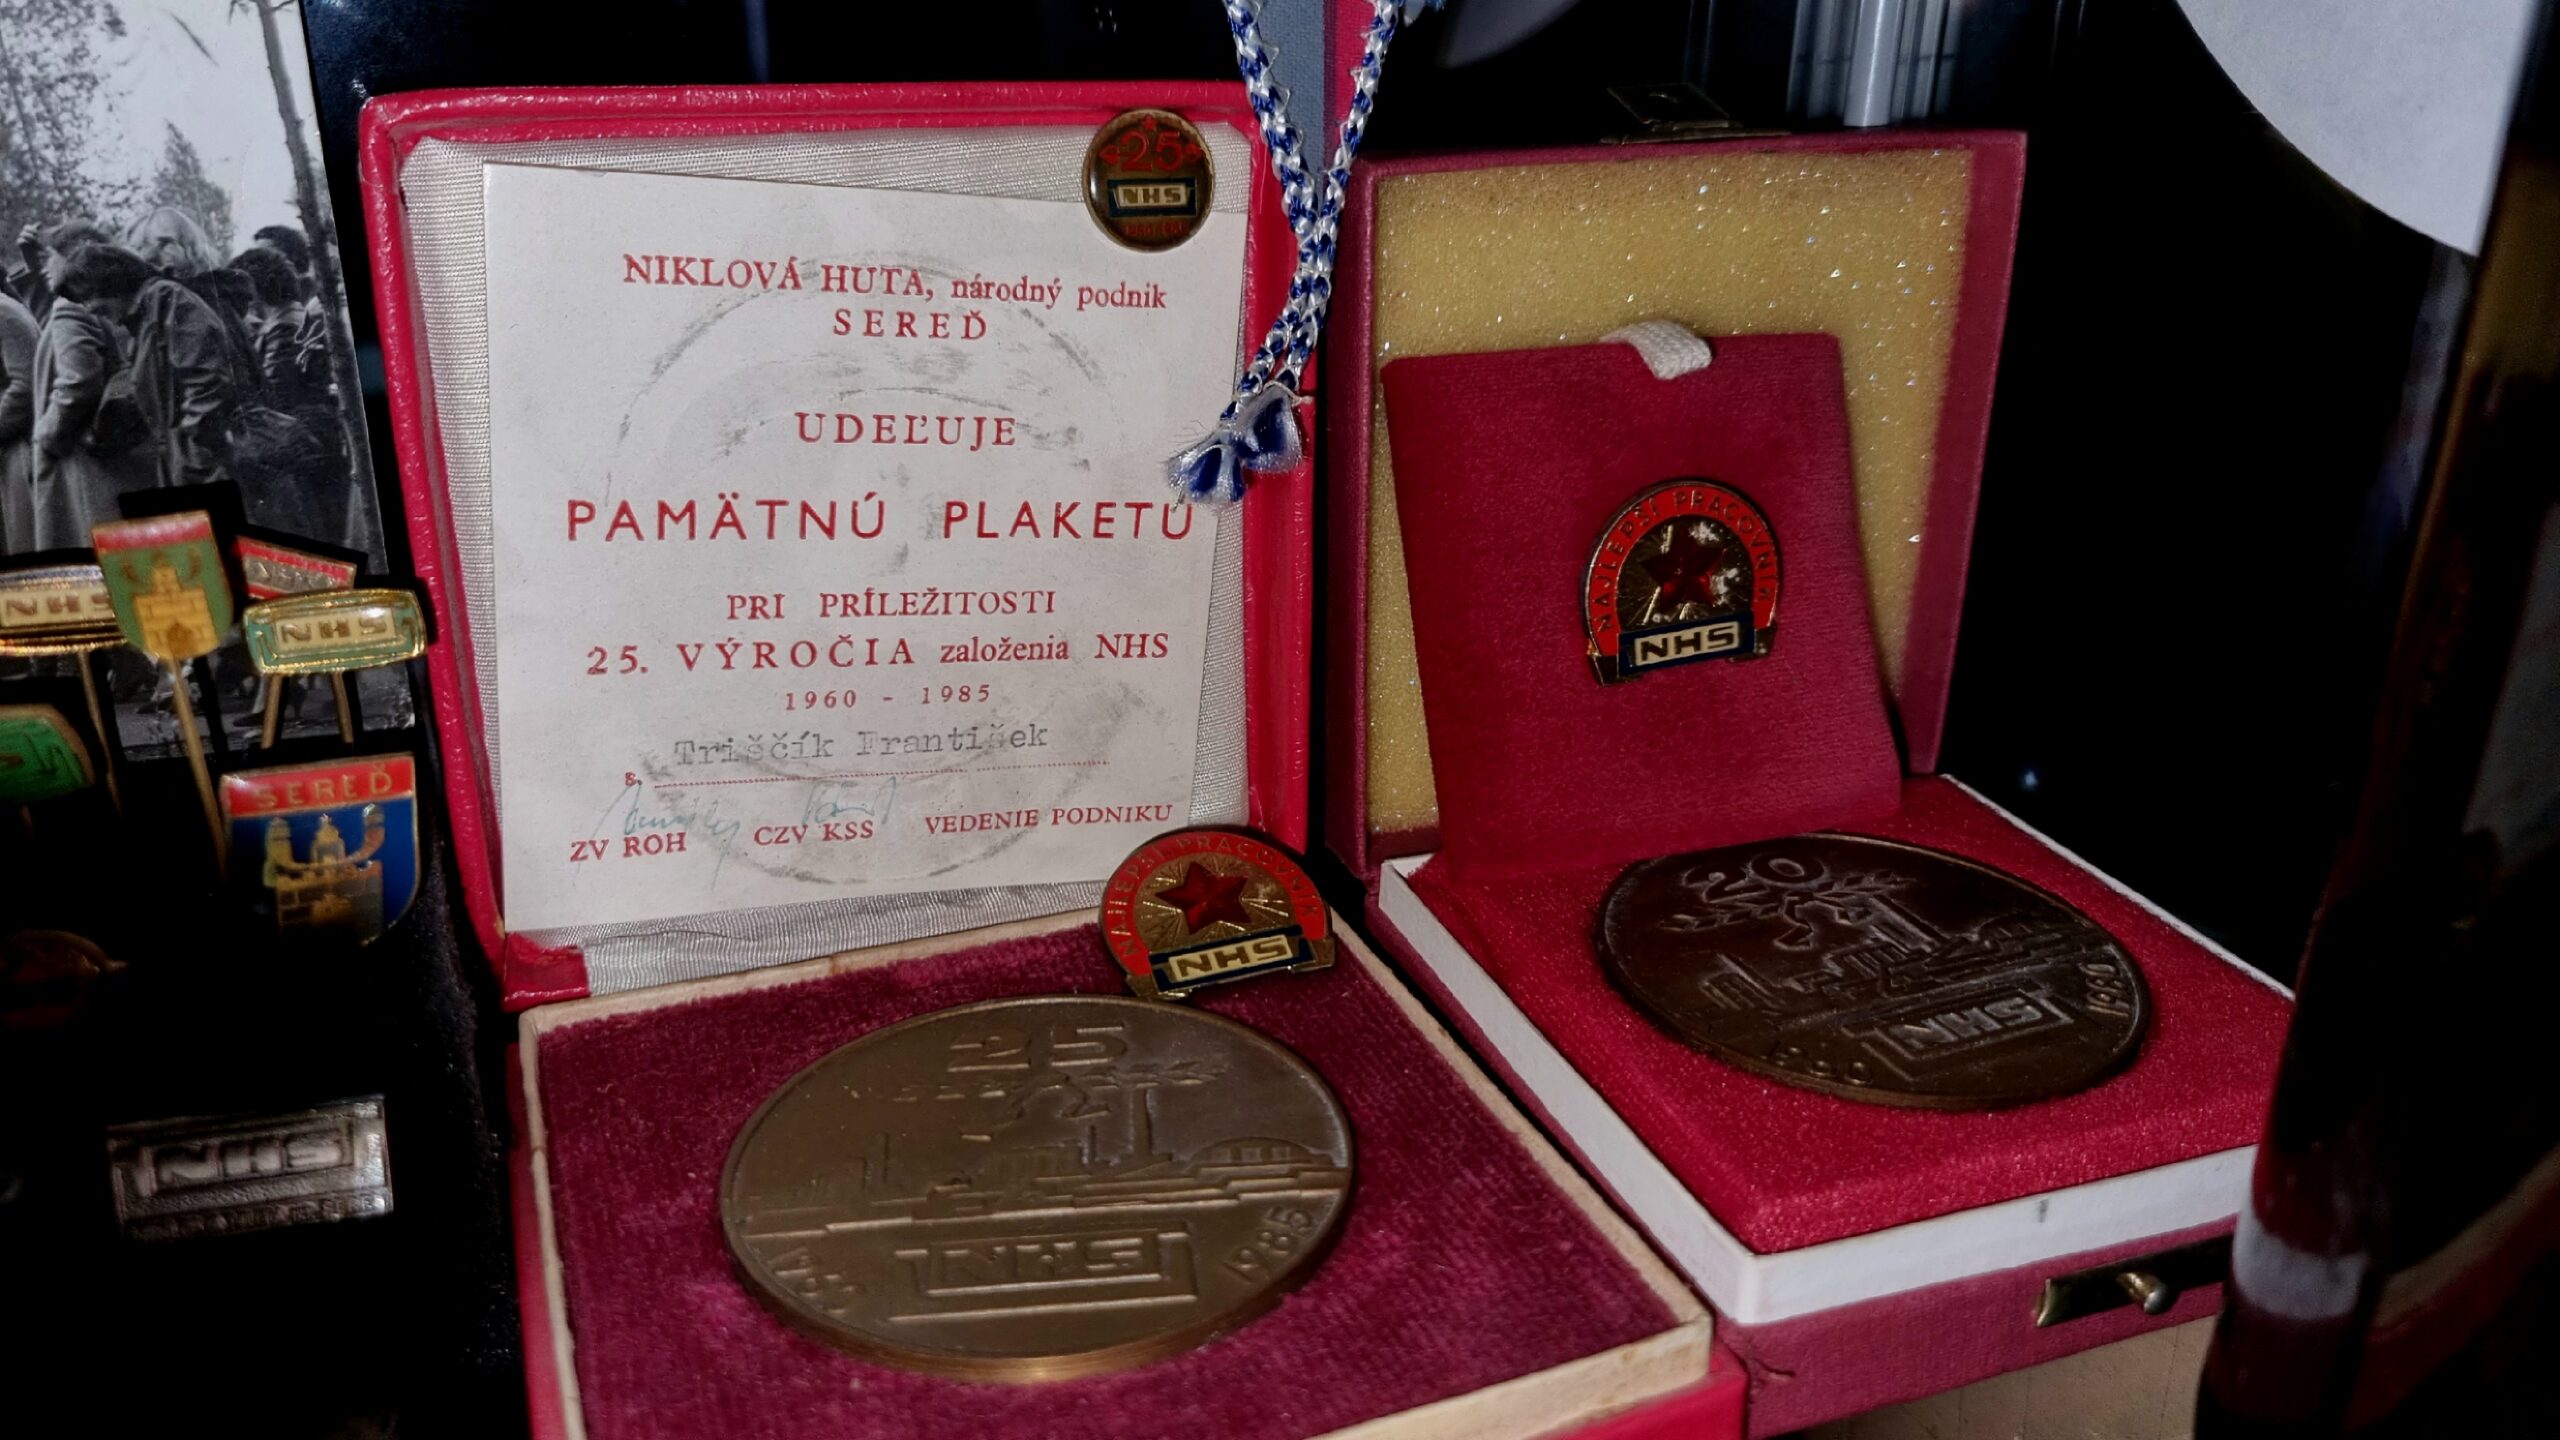 25
NHS
NIKLOVÁ HUTA, národný podnik
SEREĎ
UDEĽUJE
PAMÄTNÚ PLAKETU
PRI PRÍLEŽITOSTI
25. VÝROČIA založenia NHS
1960 - 1985
Triščík František
s.
ZV ROH CZV KSS VEDENIE PODNIKU
NAJLEPŠÍ PRACOVNÍK
NHS
NAJLEPŠÍ PRACOVNÍK
NHS
25
1960 NHS 1985
20
1960 NHS 1980
NHS
NHS
SEREĎ
NHS